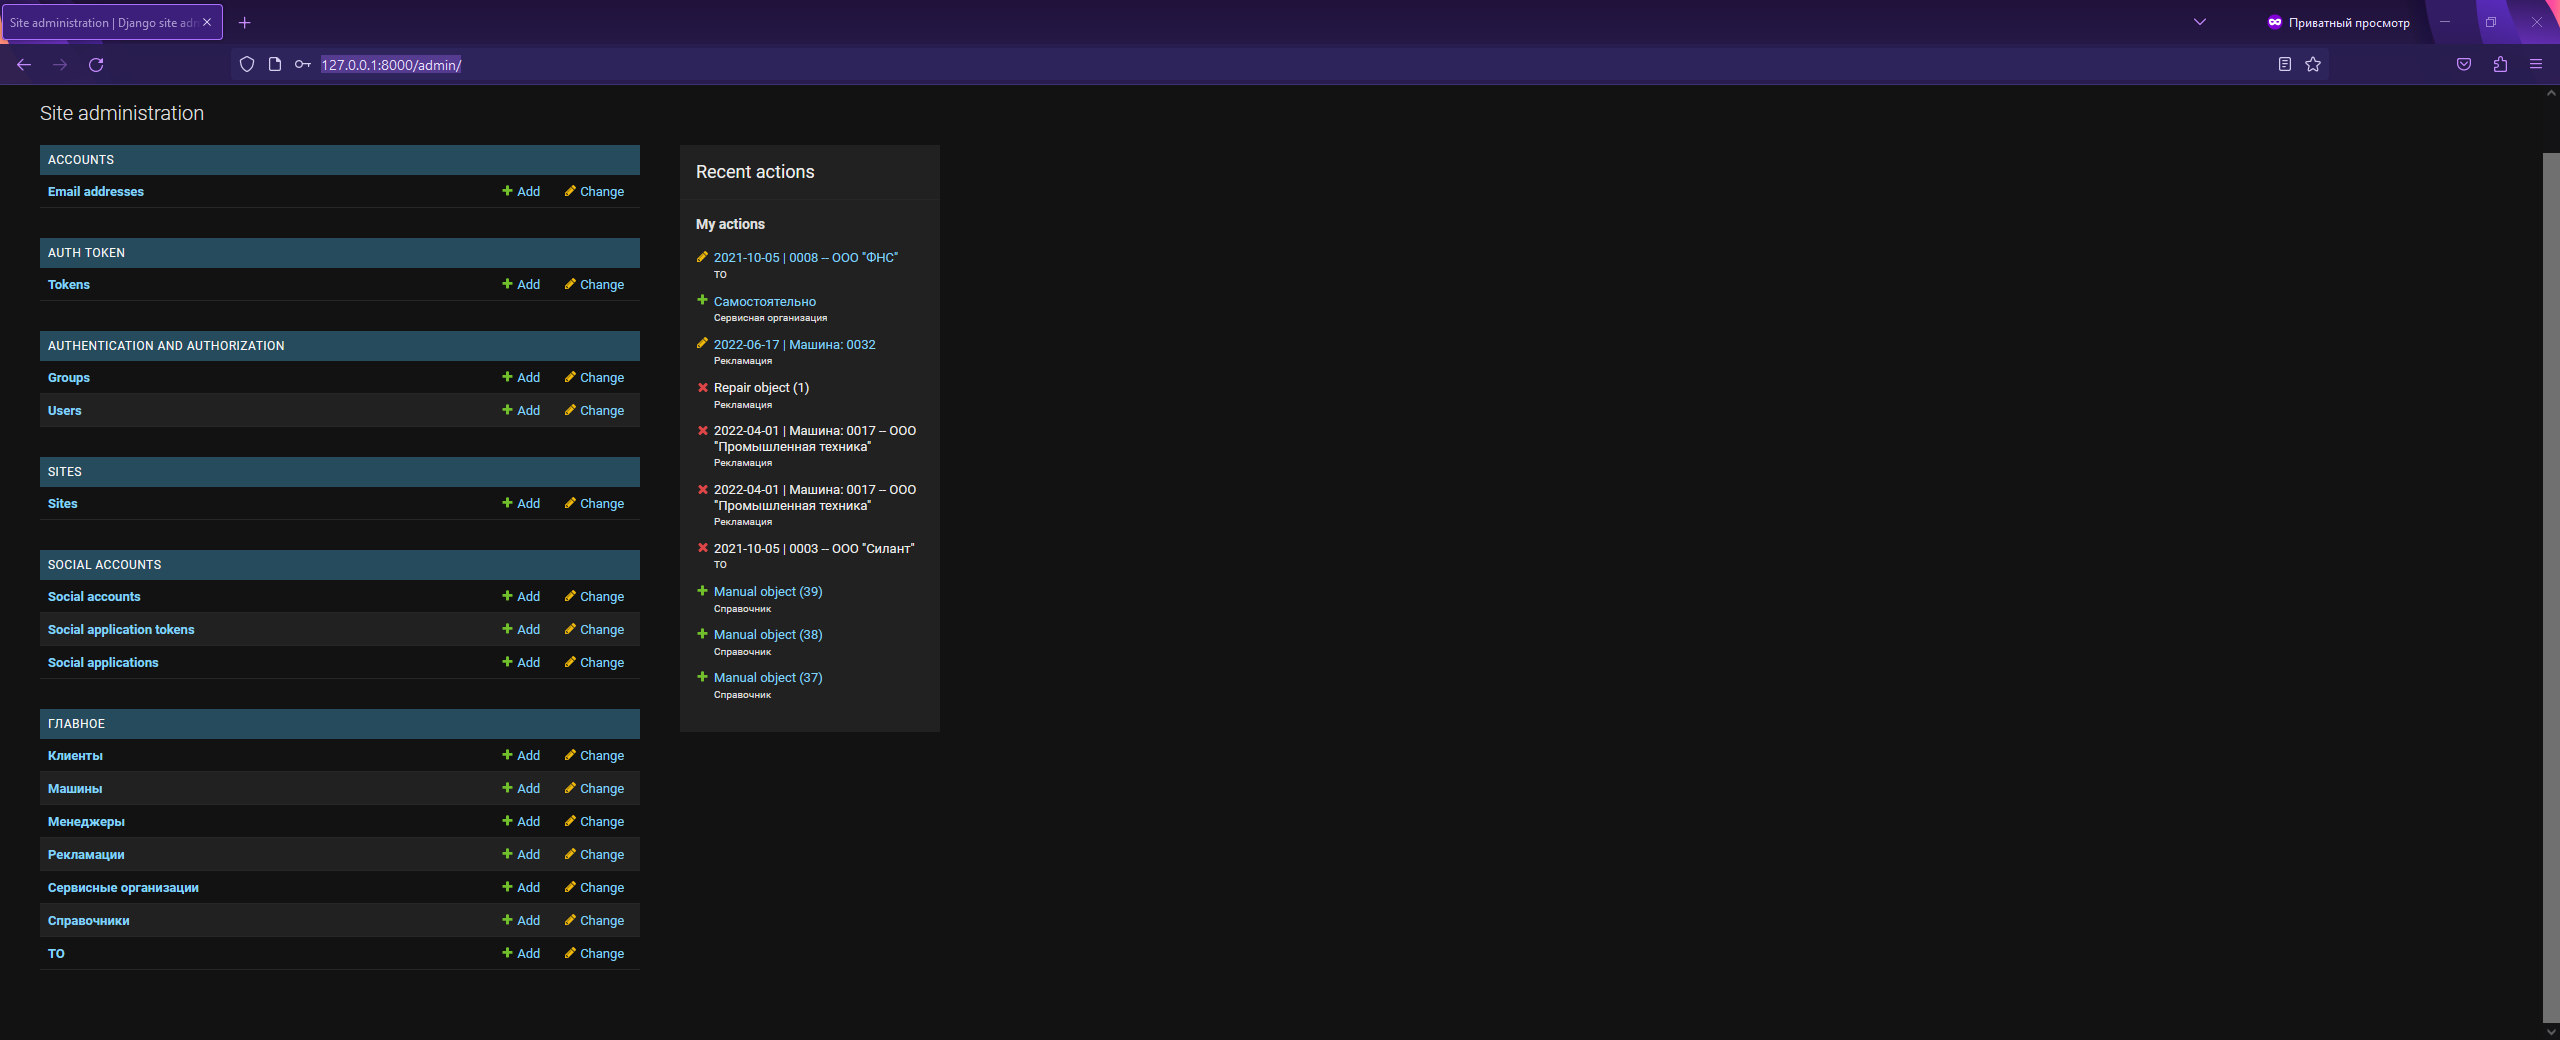 Site administration | Django site adn
Приватный просмотр
127.0.0.1:8000/admin/
Site administration
ACCOUNTS
Email addresses Add Change
AUTH TOKEN
Tokens Add Change
AUTHENTICATION AND AUTHORIZATION
Groups Add Change
Users Add Change
SITES
Sites Add Change
SOCIAL ACCOUNTS
Social accounts Add Change
Social application tokens Add Change
Social applications Add Change
ГЛАВНОЕ
Клиенты Add Change
Машины Add Change
Менеджеры Add Change
Рекламации Add Change
Сервисные организации Add Change
Справочники Add Change
ТО Add Change
Recent actions
My actions
2021-10-05 | 0008 -- ООО "ФНС"
ТО
Самостоятельно
Сервисная организация
2022-06-17 | Машина: 0032
Рекламация
Repair object (1)
Рекламация
2022-04-01 | Машина: 0017 -- ООО
"Промышленная техника"
Рекламация
2022-04-01 | Машина: 0017 -- ООО
"Промышленная техника"
Рекламация
2021-10-05 | 0003 -- ООО "Силант"
ТО
Manual object (39)
Справочник
Manual object (38)
Справочник
Manual object (37)
Справочник